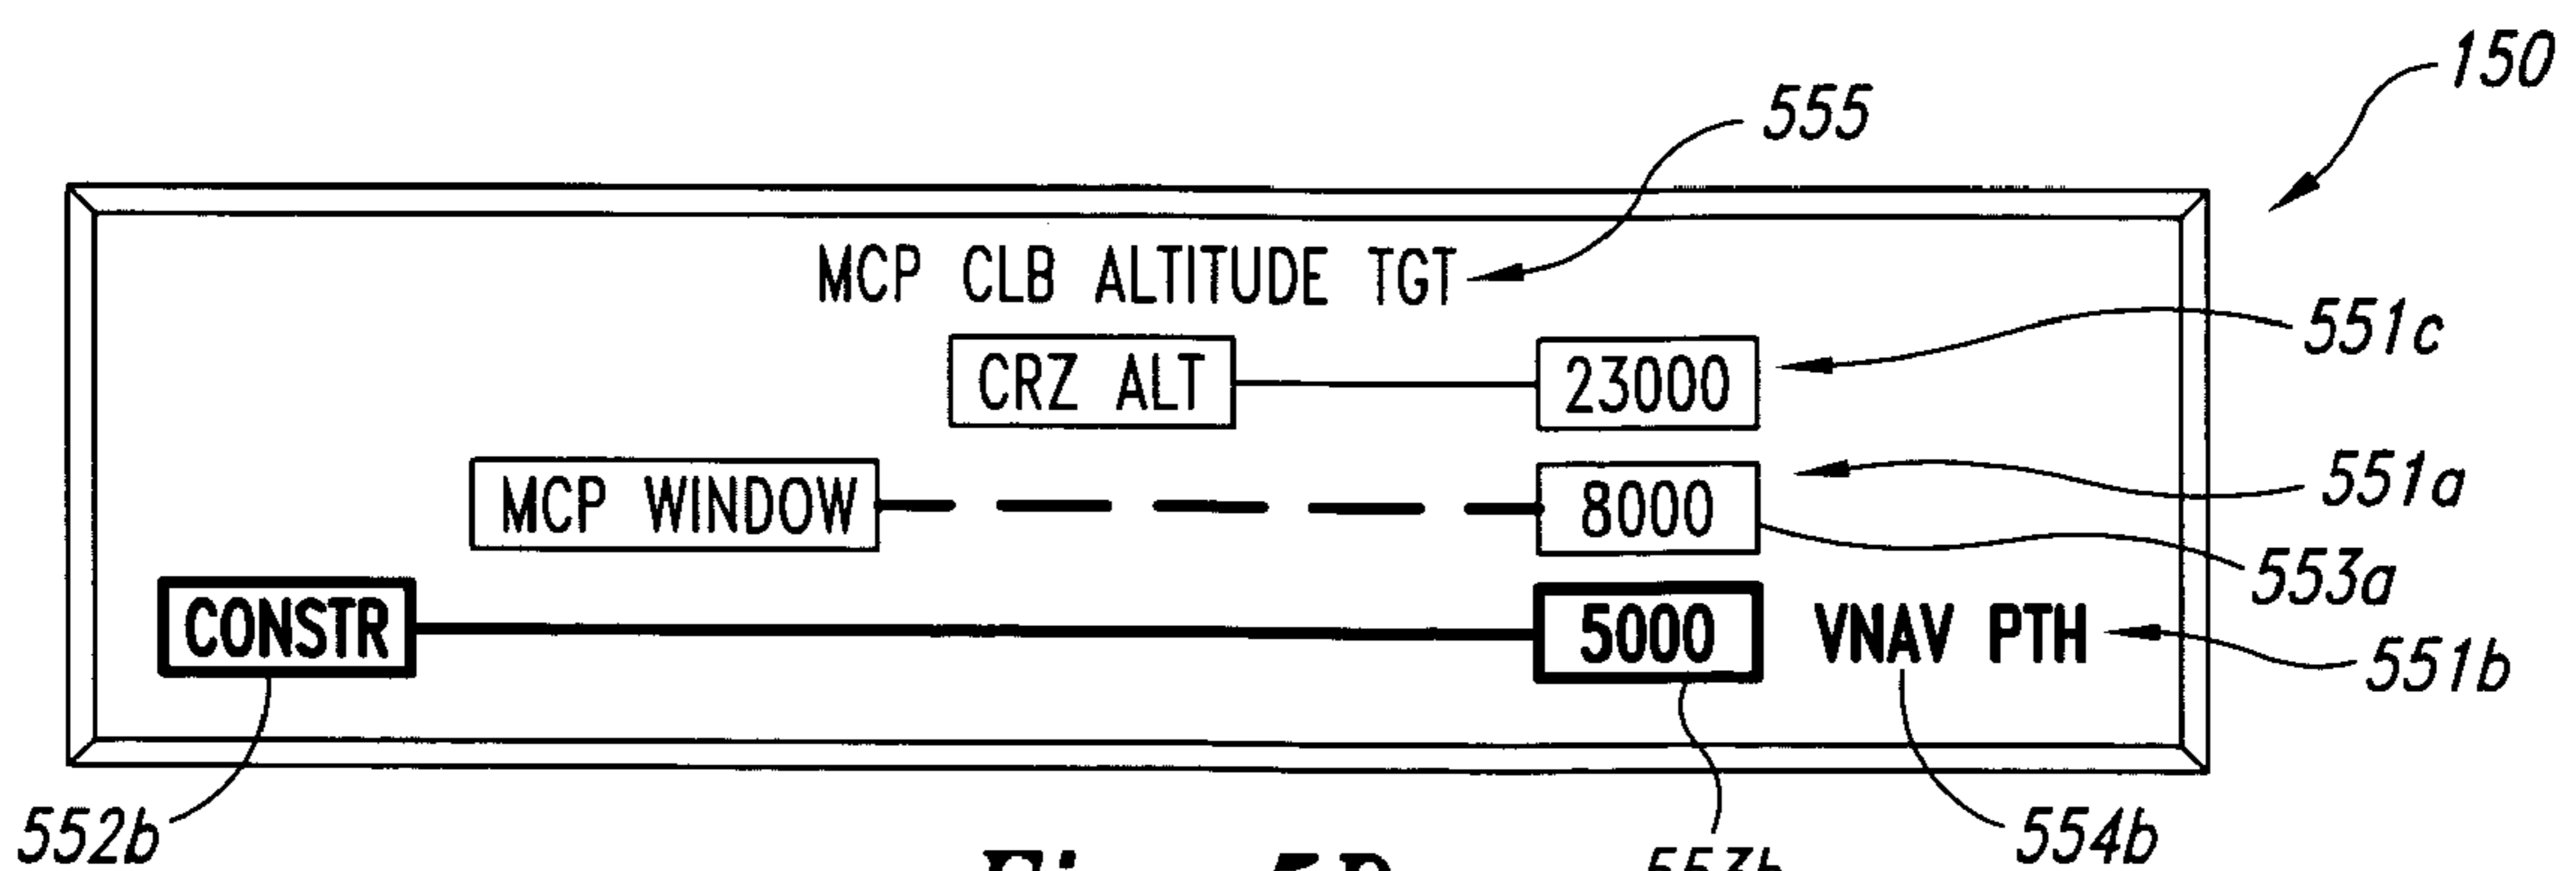 150
555
MCP CLB ALTITUDE TGT
CRZ ALT 23000
551c
MCP WINDOW 8000
551a
553a
CONSTR 5000 VNAV PTH
551b
552b
554b